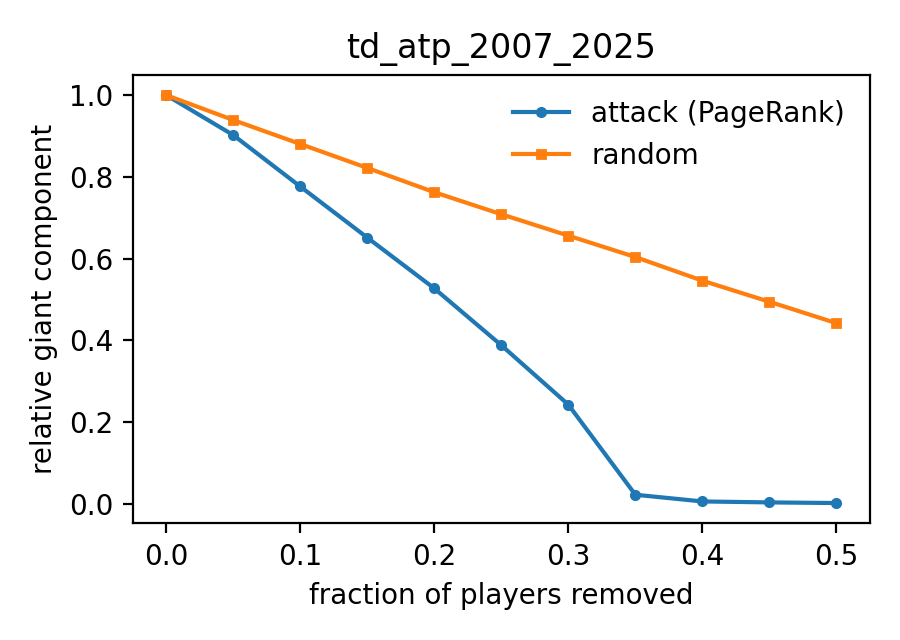 td_atp_2007_2025
attack (PageRank)
random
relative giant component
1.0
0.8
0.6
0.4
0.2
0.0
0.0 0.1 0.2 0.3 0.4 0.5
fraction of players removed